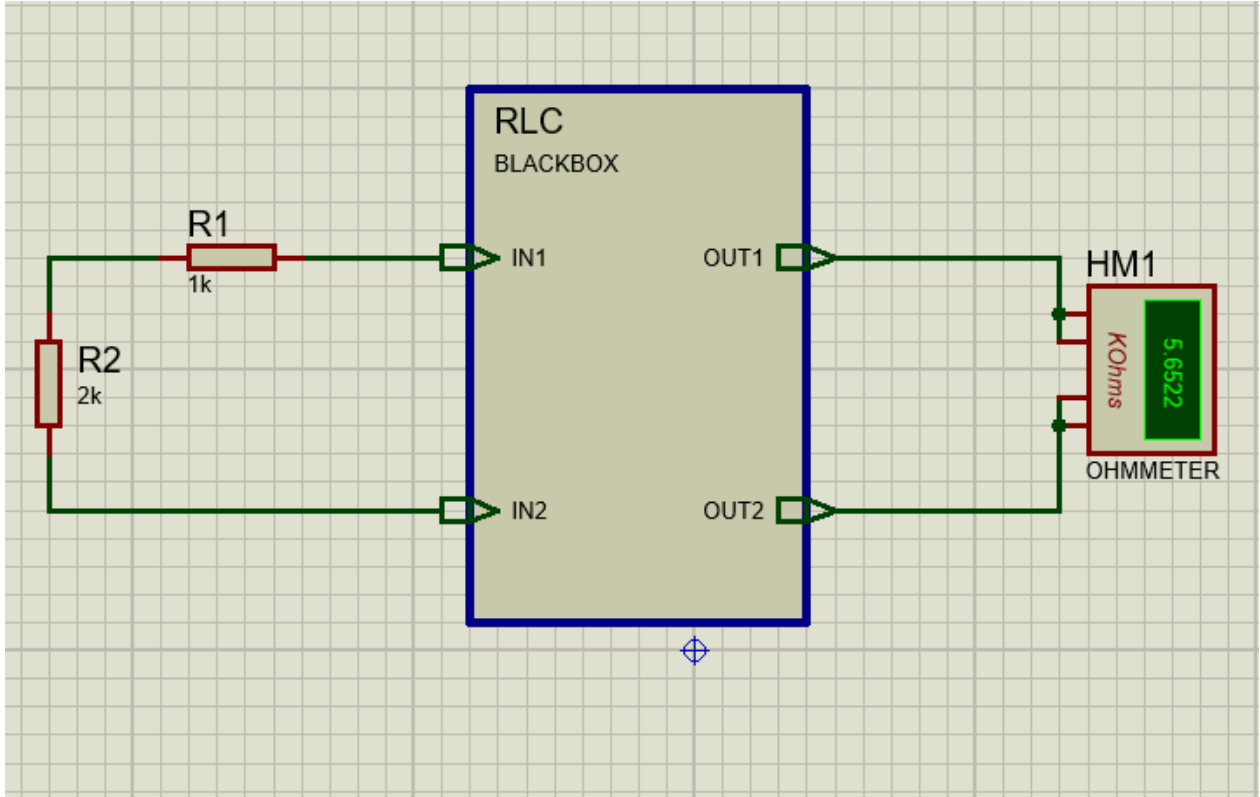 RLC
BLACKBOX
R1
1k
IN1
OUT1
HM1
KOhms
5.6522
R2
2k
OHMMETER
IN2
OUT2